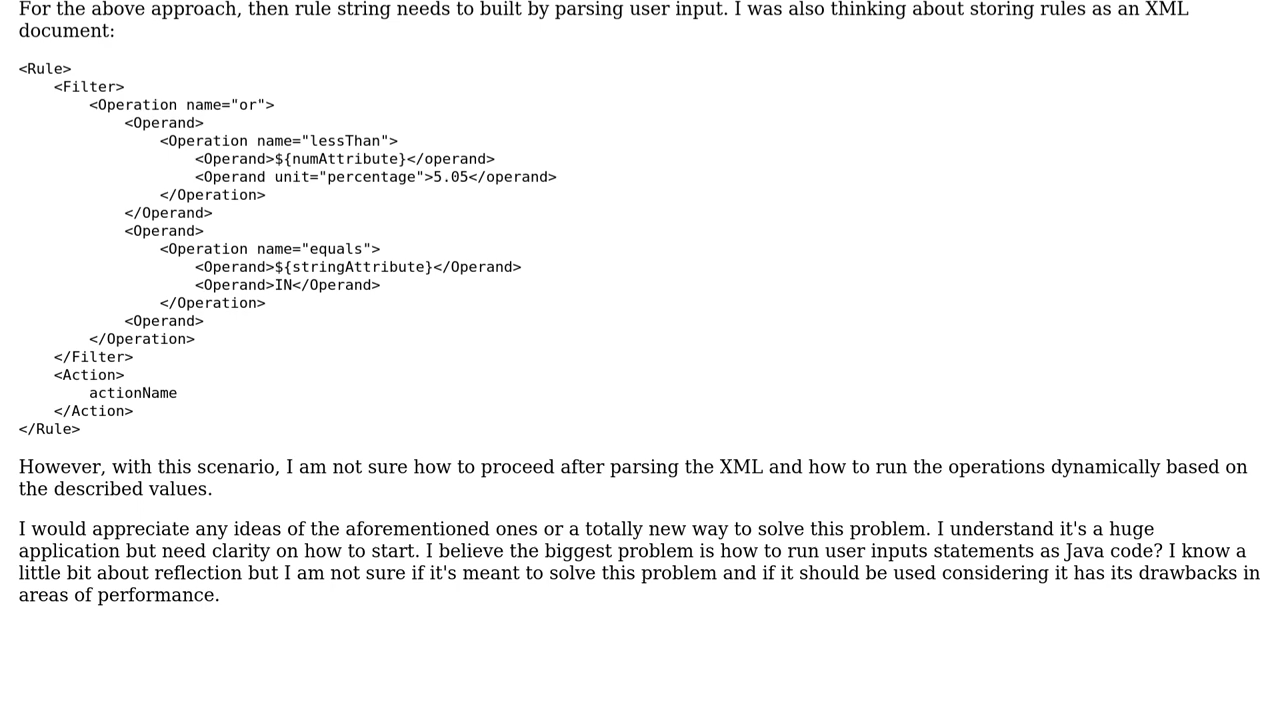 For the above approach, then rule string needs to built by parsing user input. I was also thinking about storing rules as an XML
document:
<Rule>
    <Filter>
        <Operation name="or">
            <Operand>
                <Operation name="lessThan">
                    <Operand>${numAttribute}</operand>
                    <Operand unit="percentage">5.05</operand>
                </Operation>
            </Operand>
            <Operand>
                <Operation name="equals">
                    <Operand>${stringAttribute}</Operand>
                    <Operand>IN</Operand>
                </Operation>
            <Operand>
        </Operation>
    </Filter>
    <Action>
        actionName
    </Action>
</Rule>
However, with this scenario, I am not sure how to proceed after parsing the XML and how to run the operations dynamically based on
the described values.
I would appreciate any ideas of the aforementioned ones or a totally new way to solve this problem. I understand it's a huge
application but need clarity on how to start. I believe the biggest problem is how to run user inputs statements as Java code? I know a
little bit about reflection but I am not sure if it's meant to solve this problem and if it should be used considering it has its drawbacks in
areas of performance.